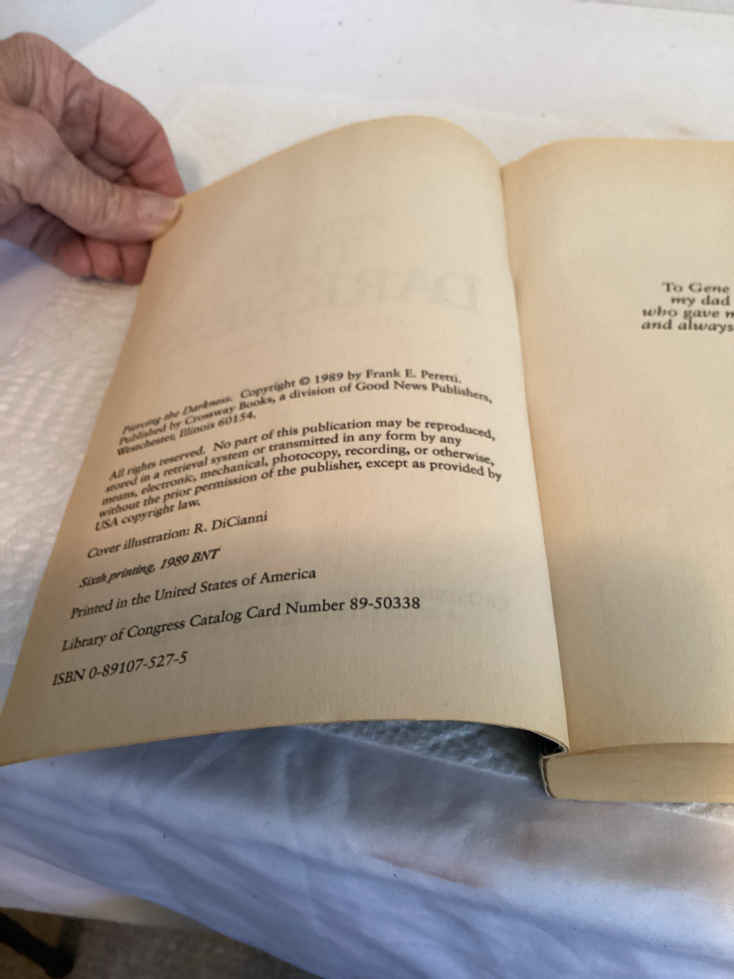 Piercing the Darkness. Copyright © 1989 by Frank E. Peretti.
Published by Crossway Books, a division of Good News Publishers,
Westchester, Illinois 60154.
All rights reserved. No part of this publication may be reproduced,
stored in a retrieval system or transmitted in any form by any
means, electronic, mechanical, photocopy, recording, or otherwise,
without the prior permission of the publisher, except as provided by
USA copyright law.
Cover illustration: R. DiCianni
Sixth printing, 1989 BNT
Printed in the United States of America
Library of Congress Catalog Card Number 89-50338
ISBN 0-89107-527-5
To Gene
my dad
who gave
and always